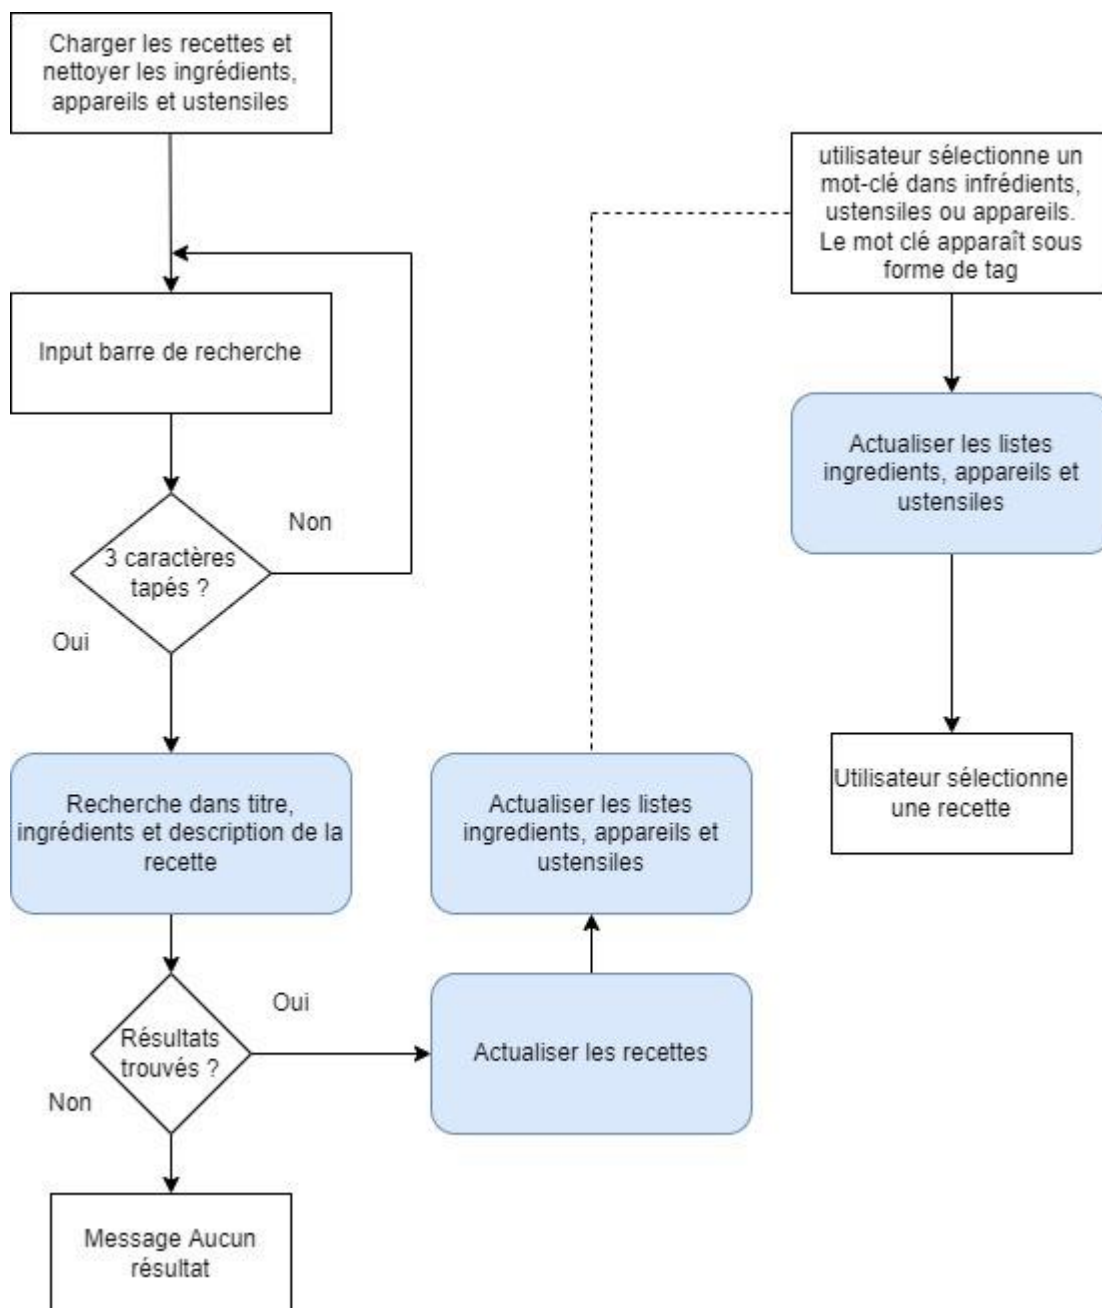 Charger les recettes et
nettoyer les ingrédients,
appareils et ustensiles
Input barre de recherche
3 caractères
tapés ?
Non
Oui
Recherche dans titre,
ingrédients et description de la
recette
Résultats
trouvés ?
Oui
Non
Message Aucun
résultat
Actualiser les recettes
Actualiser les listes
ingredients, appareils et
ustensiles
utilisateur sélectionne un
mot-clé dans infrédients,
ustensiles ou appareils.
Le mot clé apparaît sous
forme de tag
Actualiser les listes
ingredients, appareils et
ustensiles
Utilisateur sélectionne
une recette